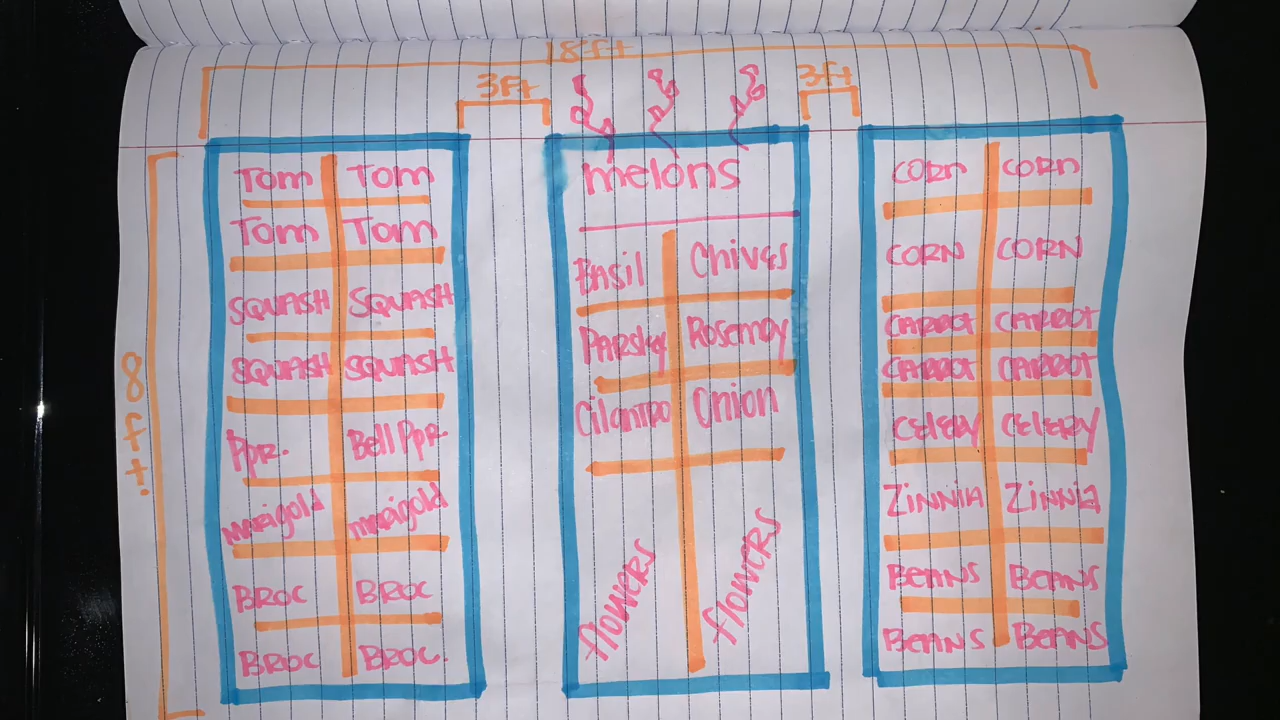 18ft
3ft 3ft
8ft.
Tom Tom
Tom Tom
SQUASH SQUASH
SQUASH SQUASH
Ppr. Bell Ppr.
marigold marigold
BROC BROC
BROC BROC.
melons
Basil Chives
Parsley Rosemary
Cilantro Onion
flowers flowers
CORN CORN
CORN CORN
CARROT CARROT
CARROT CARROT
CELERY CELERY
ZINNIA ZINNIA
BEANS BEANS
BEANS BEANS